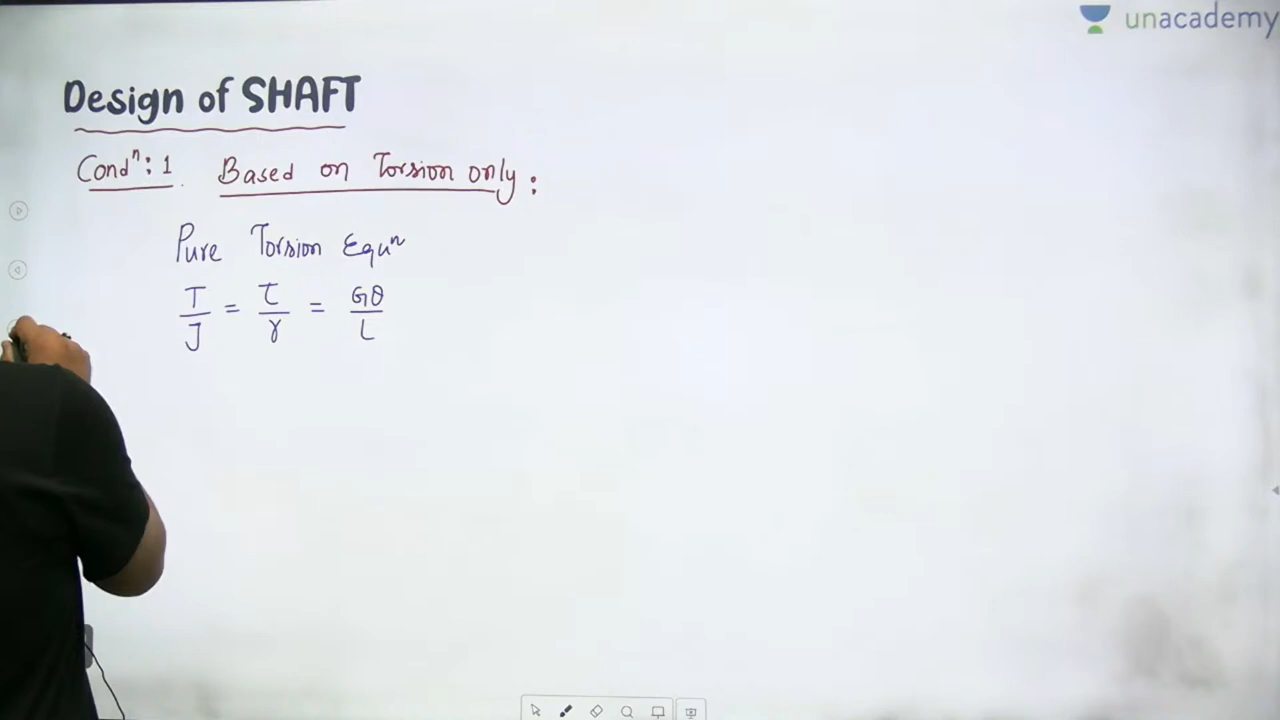 unacademy
Design of SHAFT
Condⁿ: 1. Based on Torsion only:
Pure Torsion Equⁿ
T/J = τ/r = Gθ/L